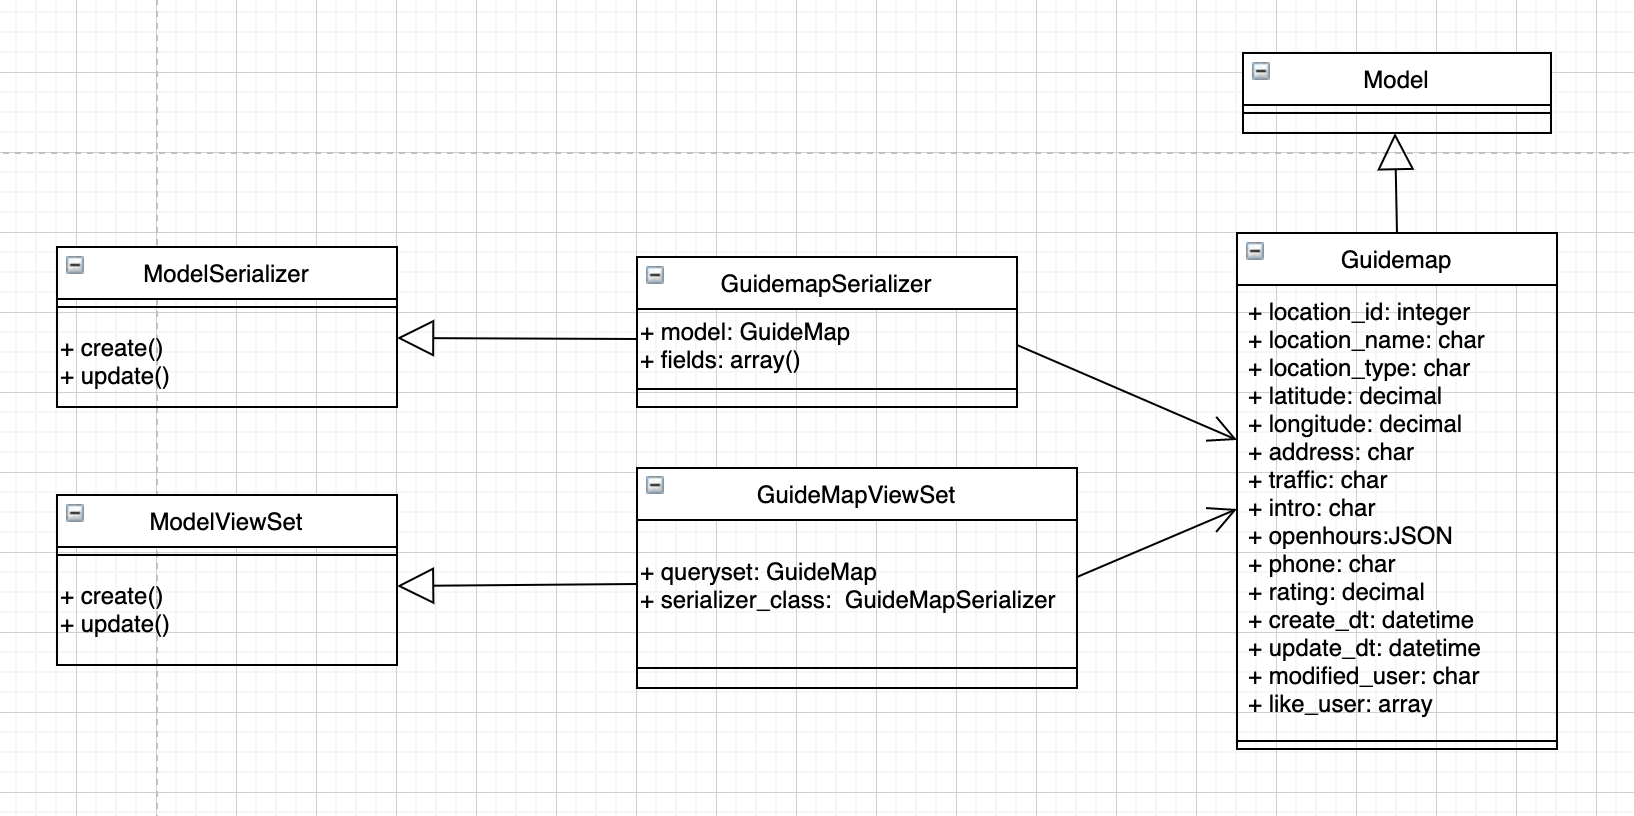 Model
ModelSerializer
+ create()
+ update()
GuidemapSerializer
+ model: GuideMap
+ fields: array()
Guidemap
+ location_id: integer
+ location_name: char
+ location_type: char
+ latitude: decimal
+ longitude: decimal
+ address: char
+ traffic: char
+ intro: char
+ openhours:JSON
+ phone: char
+ rating: decimal
+ create_dt: datetime
+ update_dt: datetime
+ modified_user: char
+ like_user: array
ModelViewSet
+ create()
+ update()
GuideMapViewSet
+ queryset: GuideMap
+ serializer_class:  GuideMapSerializer